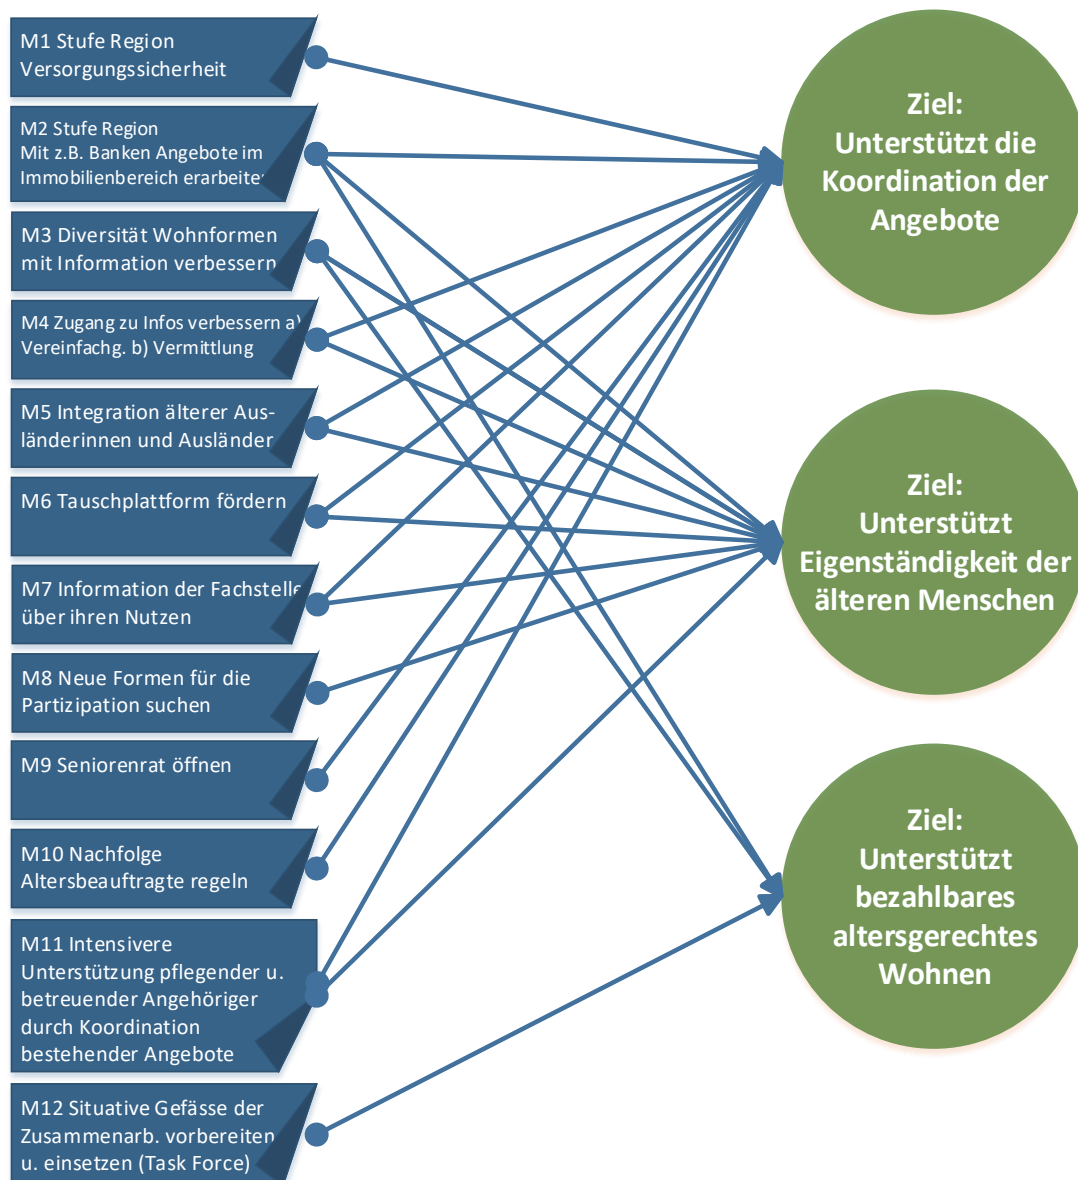 M1 Stufe Region
Versorgungssicherheit
M2 Stufe Region
Mit z.B. Banken Angebote im
Immobilienbereich erarbeiten
M3 Diversität Wohnformen
mit Information verbessern
M4 Zugang zu Infos verbessern a)
Vereinfachg. b) Vermittlung
M5 Integration älterer Aus-
länderinnen und Ausländer
M6 Tauschplattform fördern
M7 Information der Fachstelle
über ihren Nutzen
M8 Neue Formen für die
Partizipation suchen
M9 Seniorenrat öffnen
M10 Nachfolge
Altersbeauftragte regeln
M11 Intensivere
Unterstützung pflegender u.
betreuender Angehöriger
durch Koordination
bestehender Angebote
M12 Situative Gefässe der
Zusammenarb. vorbereiten
u. einsetzen (Task Force)
Ziel:
Unterstützt die
Koordination der
Angebote
Ziel:
Unterstützt
Eigenständigkeit der
älteren Menschen
Ziel:
Unterstützt
bezahlbares
altersgerechtes
Wohnen